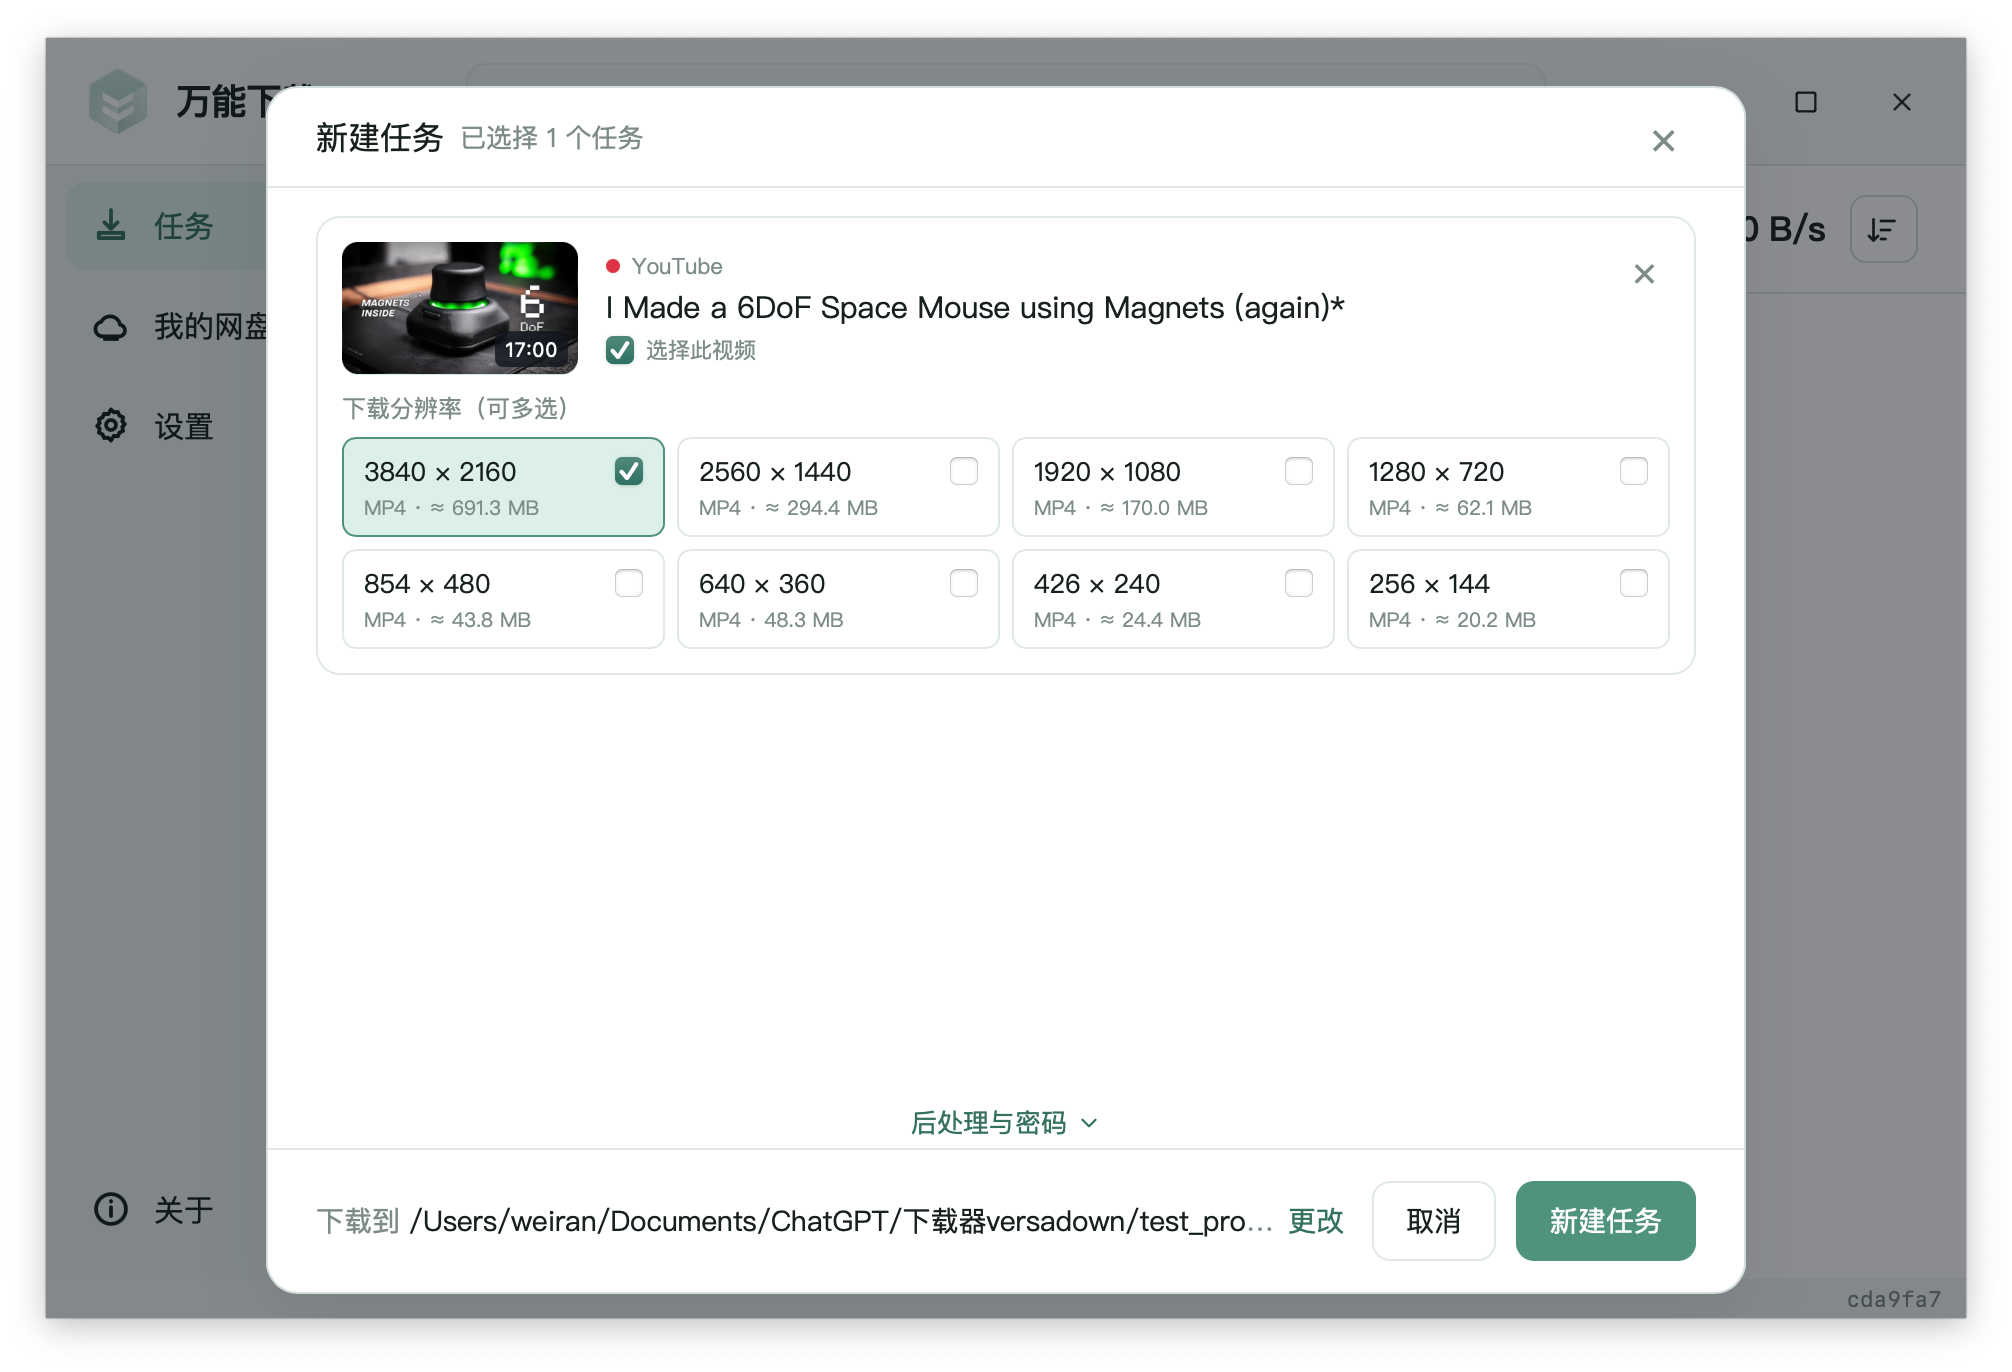 万能下
新建任务 已选择 1 个任务
任务
0 B/s
我的网盘
设置
MAGNETS
INSIDE
6
DoF
17:00
YouTube
I Made a 6DoF Space Mouse using Magnets (again)*
选择此视频
下载分辨率（可多选）
3840 × 2160
MP4 · ≈ 691.3 MB
2560 × 1440
MP4 · ≈ 294.4 MB
1920 × 1080
MP4 · ≈ 170.0 MB
1280 × 720
MP4 · ≈ 62.1 MB
854 × 480
MP4 · ≈ 43.8 MB
640 × 360
MP4 · 48.3 MB
426 × 240
MP4 · ≈ 24.4 MB
256 × 144
MP4 · ≈ 20.2 MB
后处理与密码
关于
下载到 /Users/weiran/Documents/ChatGPT/下载器versadown/test_pro... 更改
取消
新建任务
cda9fa7